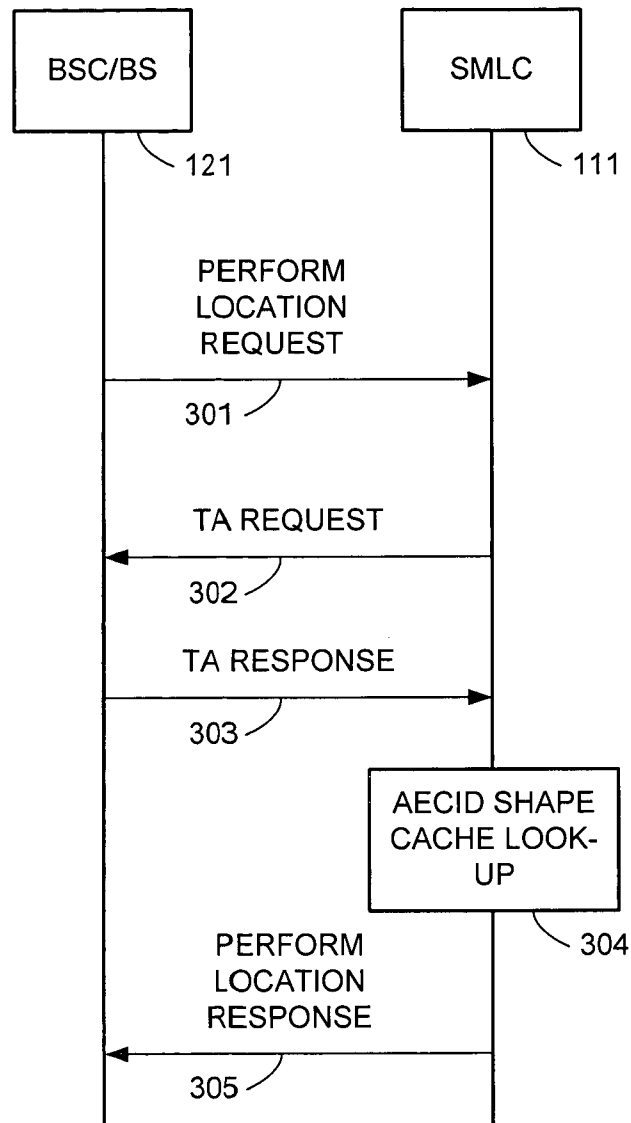 BSC/BS
SMLC
121
111
PERFORM
LOCATION
REQUEST
301
TA REQUEST
302
TA RESPONSE
303
AECID SHAPE
CACHE LOOK-
UP
304
PERFORM
LOCATION
RESPONSE
305